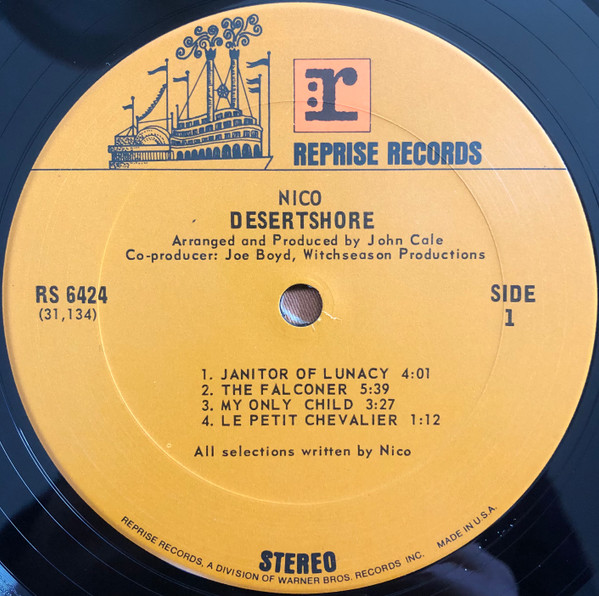 r
REPRISE RECORDS
NICO
DESERTSHORE
Arranged and Produced by John Cale
Co-producer: Joe Boyd, Witchseason Productions
RS 6424
(31,134)
SIDE
1
1. JANITOR OF LUNACY 4:01
2. THE FALCONER 5:39
3. MY ONLY CHILD 3:27
4. LE PETIT CHEVALIER 1:12
All selections written by Nico
STEREO
REPRISE RECORDS, A DIVISION OF WARNER BROS. RECORDS INC. MADE IN U.S.A.